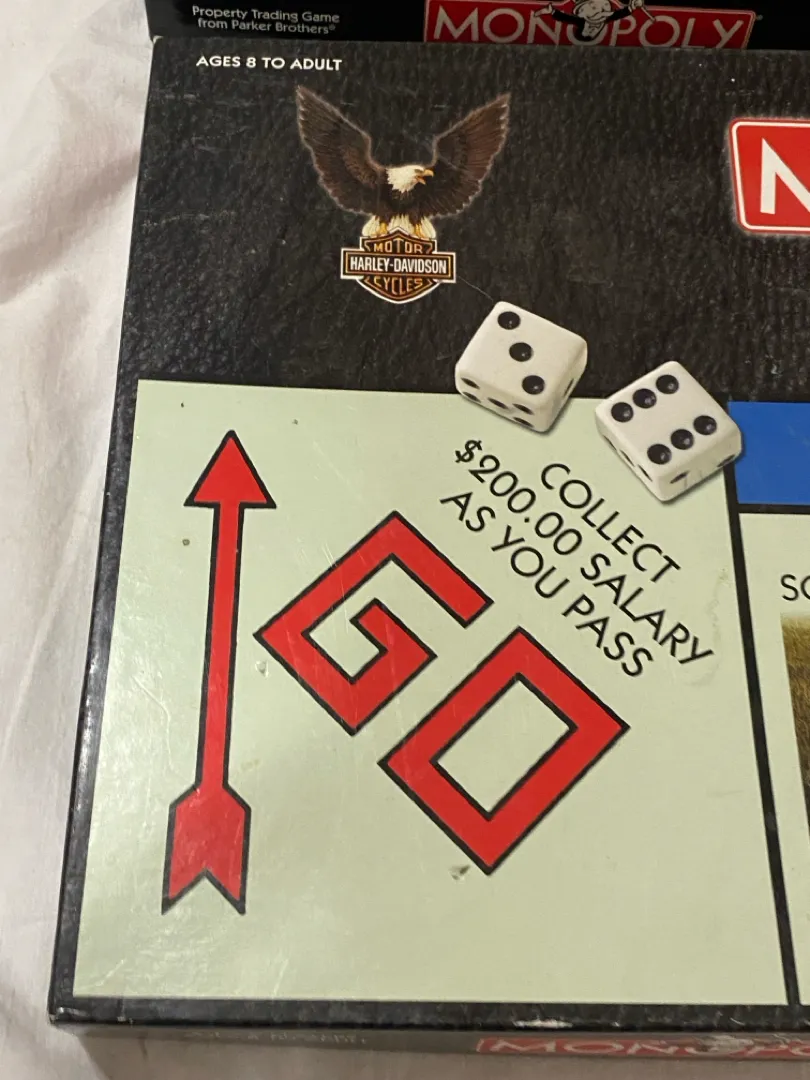 Property Trading Game
from Parker Brothers®
MONOPOLY
AGES 8 TO ADULT
MOTOR
HARLEY-DAVIDSON
CYCLES
COLLECT
$200.00 SALARY
AS YOU PASS
GO